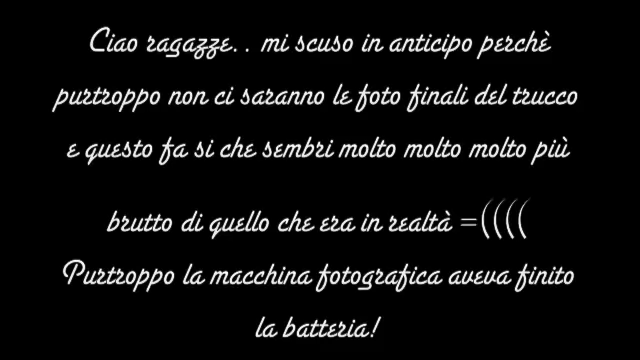 Ciao ragazze.. mi scuso in anticipo perchè
purtroppo non ci saranno le foto finali del trucco
e questo fa si che sembri molto molto molto più
brutto di quello che era in realtà =((((
Purtroppo la macchina fotografica aveva finito
la batteria!